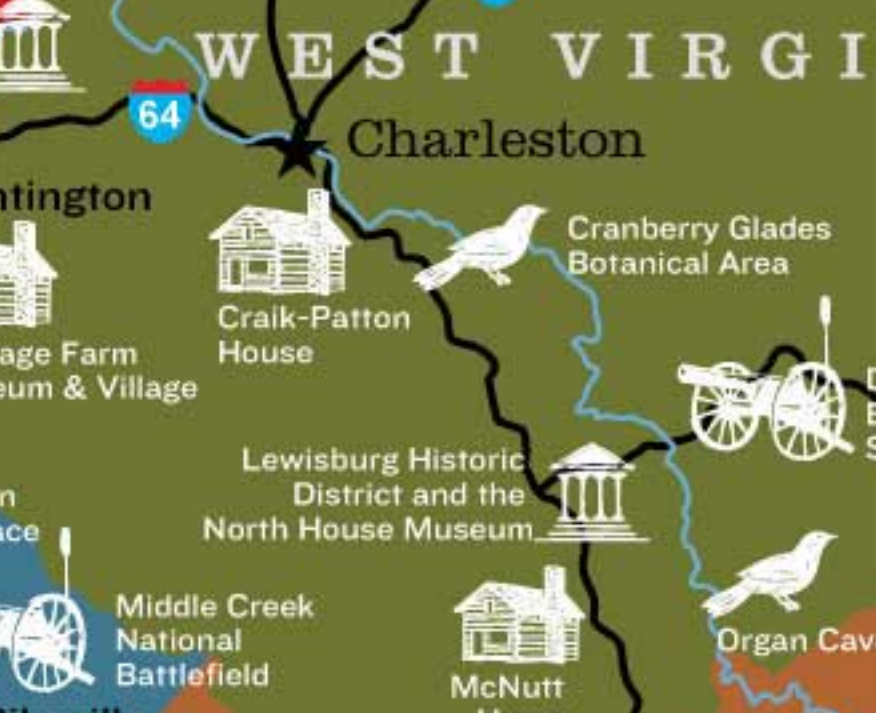 WEST VIRGI
64
Charleston
ntington
Cranberry Glades
Botanical Area
Craik-Patton
House
age Farm
eum & Village
Lewisburg Historic
District and the
North House Museum
n
ace
Middle Creek
National
Battlefield
Organ Cav
McNutt